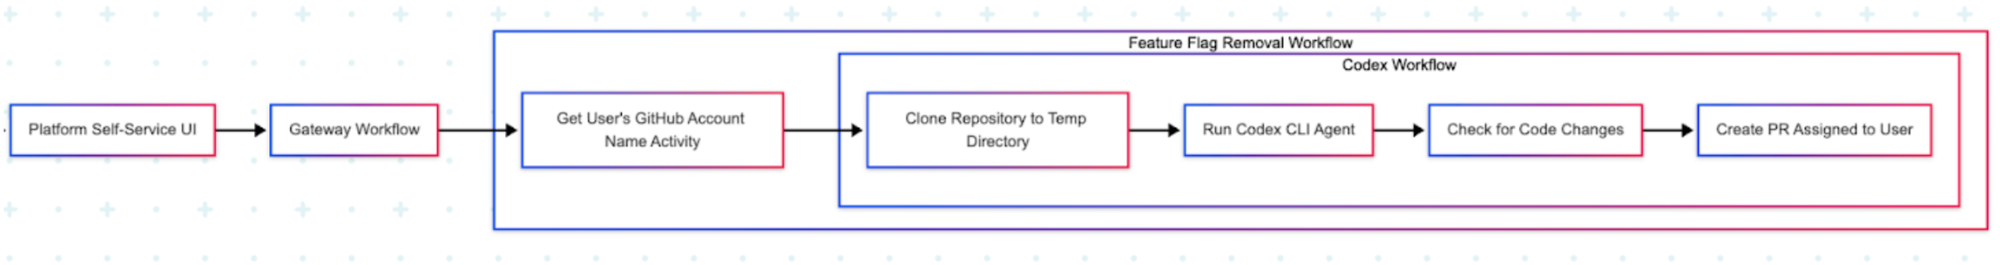 Feature Flag Removal Workflow
Codex Workflow
Platform Self-Service UI
Gateway Workflow
Get User's GitHub Account
Name Activity
Clone Repository to Temp
Directory
Run Codex CLI Agent
Check for Code Changes
Create PR Assigned to User